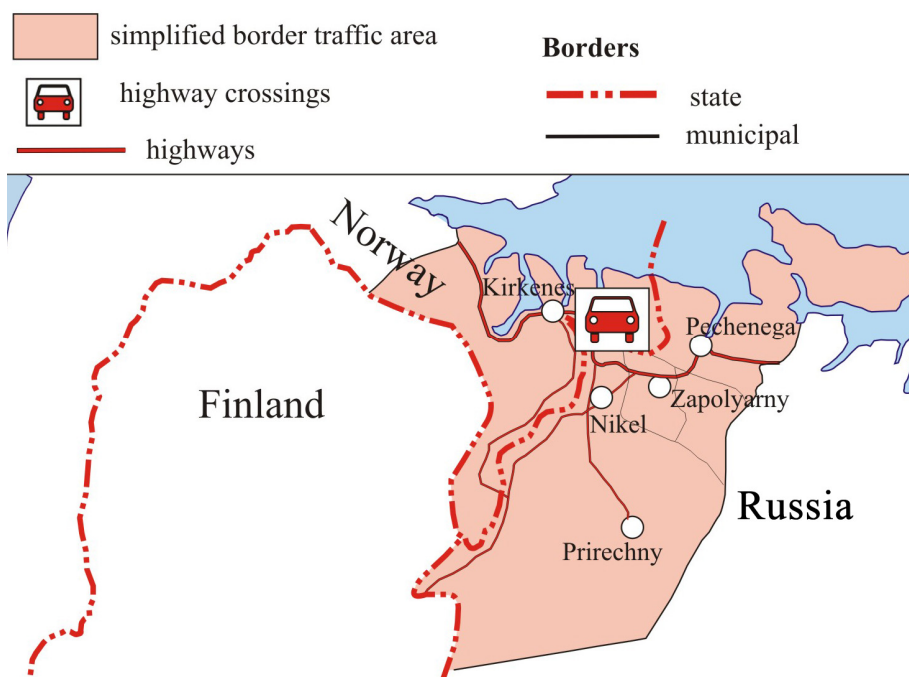 simplified border traffic area
highway crossings
highways
Borders
state
municipal
Norway
Kirkenes
Pechenega
Finland
Zapolyarny
Nikel
Russia
Prirechny